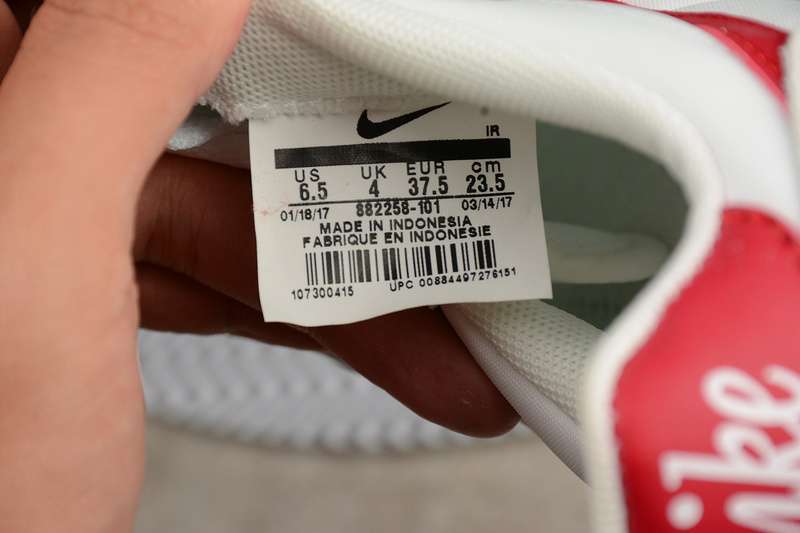 IR
US UK EUR cm
6.5 4 37.5 23.5
01/18/17 882258-101 03/14/17
MADE IN INDONESIA
FABRIQUE EN INDONESIE
107300415 UPC 00884497276151